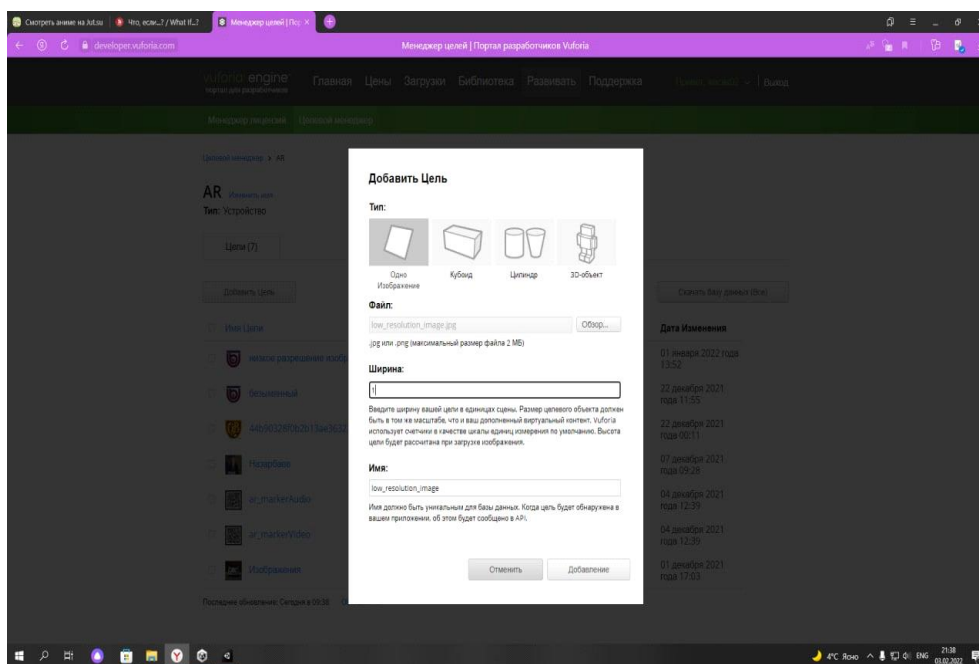 Смотреть аниме на Jut.su
Что, если...? / What If...?
Менеджер целей | Пор
developer.vuforia.com
Менеджер целей | Портал разработчиков Vuforia
vuforia engine
портал для разработчиков
Главная Цены Загрузки Библиотека Развивать Поддержка
Выход
Менеджер лицензий
Целевой менеджер > AR
AR
Тип: Устройство
Цели (7)
Добавить Цель
Скачать базу данных (Все)
Имя Цели
Дата Изменения
01 января 2022 года
13:52
безымянный
22 декабря 2021
года 11:55
22 декабря 2021
года 00:11
Назарбаев
07 декабря 2021
года 09:28
ar_markerAudio
04 декабря 2021
года 12:39
ar_markerVideo
04 декабря 2021
года 12:39
Изображения
01 декабря 2021
года 17:03
Последнее обновление: Сегодня в 09:38
Добавить Цель
Тип:
Одно
Изображение
Кубоид
Цилиндр
3D-объект
Файл:
low_resolution_image.jpg
Обзор...
.jpg или .png (максимальный размер файла 2 МБ)
Ширина:
1
Введите ширину вашей цели в единицах сцены. Размер целевого объекта должен
быть в том же масштабе, что и ваш дополненный виртуальный контент. Vuforia
использует счетчики в качестве шкалы единиц измерения по умолчанию. Высота
цели будет рассчитана при загрузке изображения.
Имя:
low_resolution_image
Имя должно быть уникальным для базы данных. Когда цель будет обнаружена в
вашем приложении, об этом будет сообщено в API.
Отменить
Добавление
4°C Ясно
ENG
21:38
03.02.2022